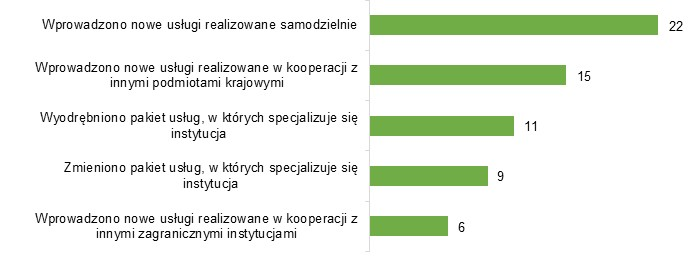 Wprowadzono nowe usługi realizowane samodzielnie
22
Wprowadzono nowe usługi realizowane w kooperacji z
innymi podmiotami krajowymi
15
Wyodrębniono pakiet usług, w których specjalizuje się
instytucja
11
Zmieniono pakiet usług, w których specjalizuje się
instytucja
9
Wprowadzono nowe usługi realizowane w kooperacji z
innymi zagranicznymi instytucjami
6